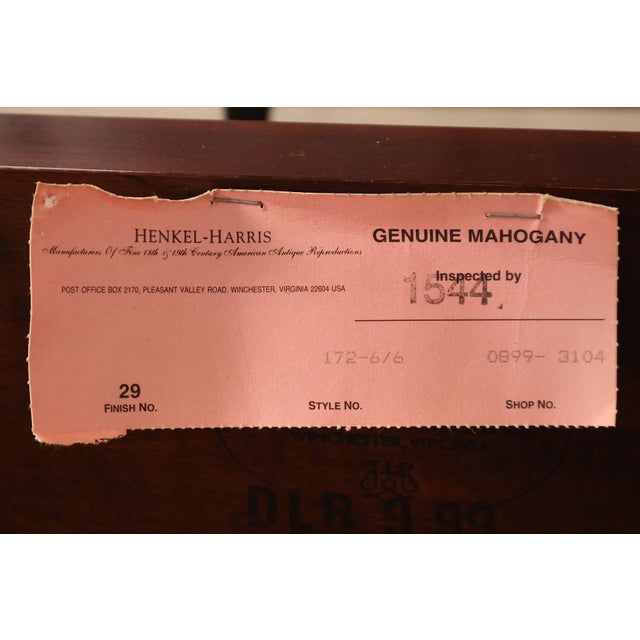 HENKEL-HARRIS
Manufacturers Of Fine 18th & 19th Century American Antique Reproductions
POST OFFICE BOX 2170, PLEASANT VALLEY ROAD, WINCHESTER, VIRGINIA 22604 USA
GENUINE MAHOGANY
Inspected by
1544
172-6/6
0899- 3104
29
FINISH NO.
STYLE NO.
SHOP NO.
WINCHESTER, VIRGINIA
DLR 9 99